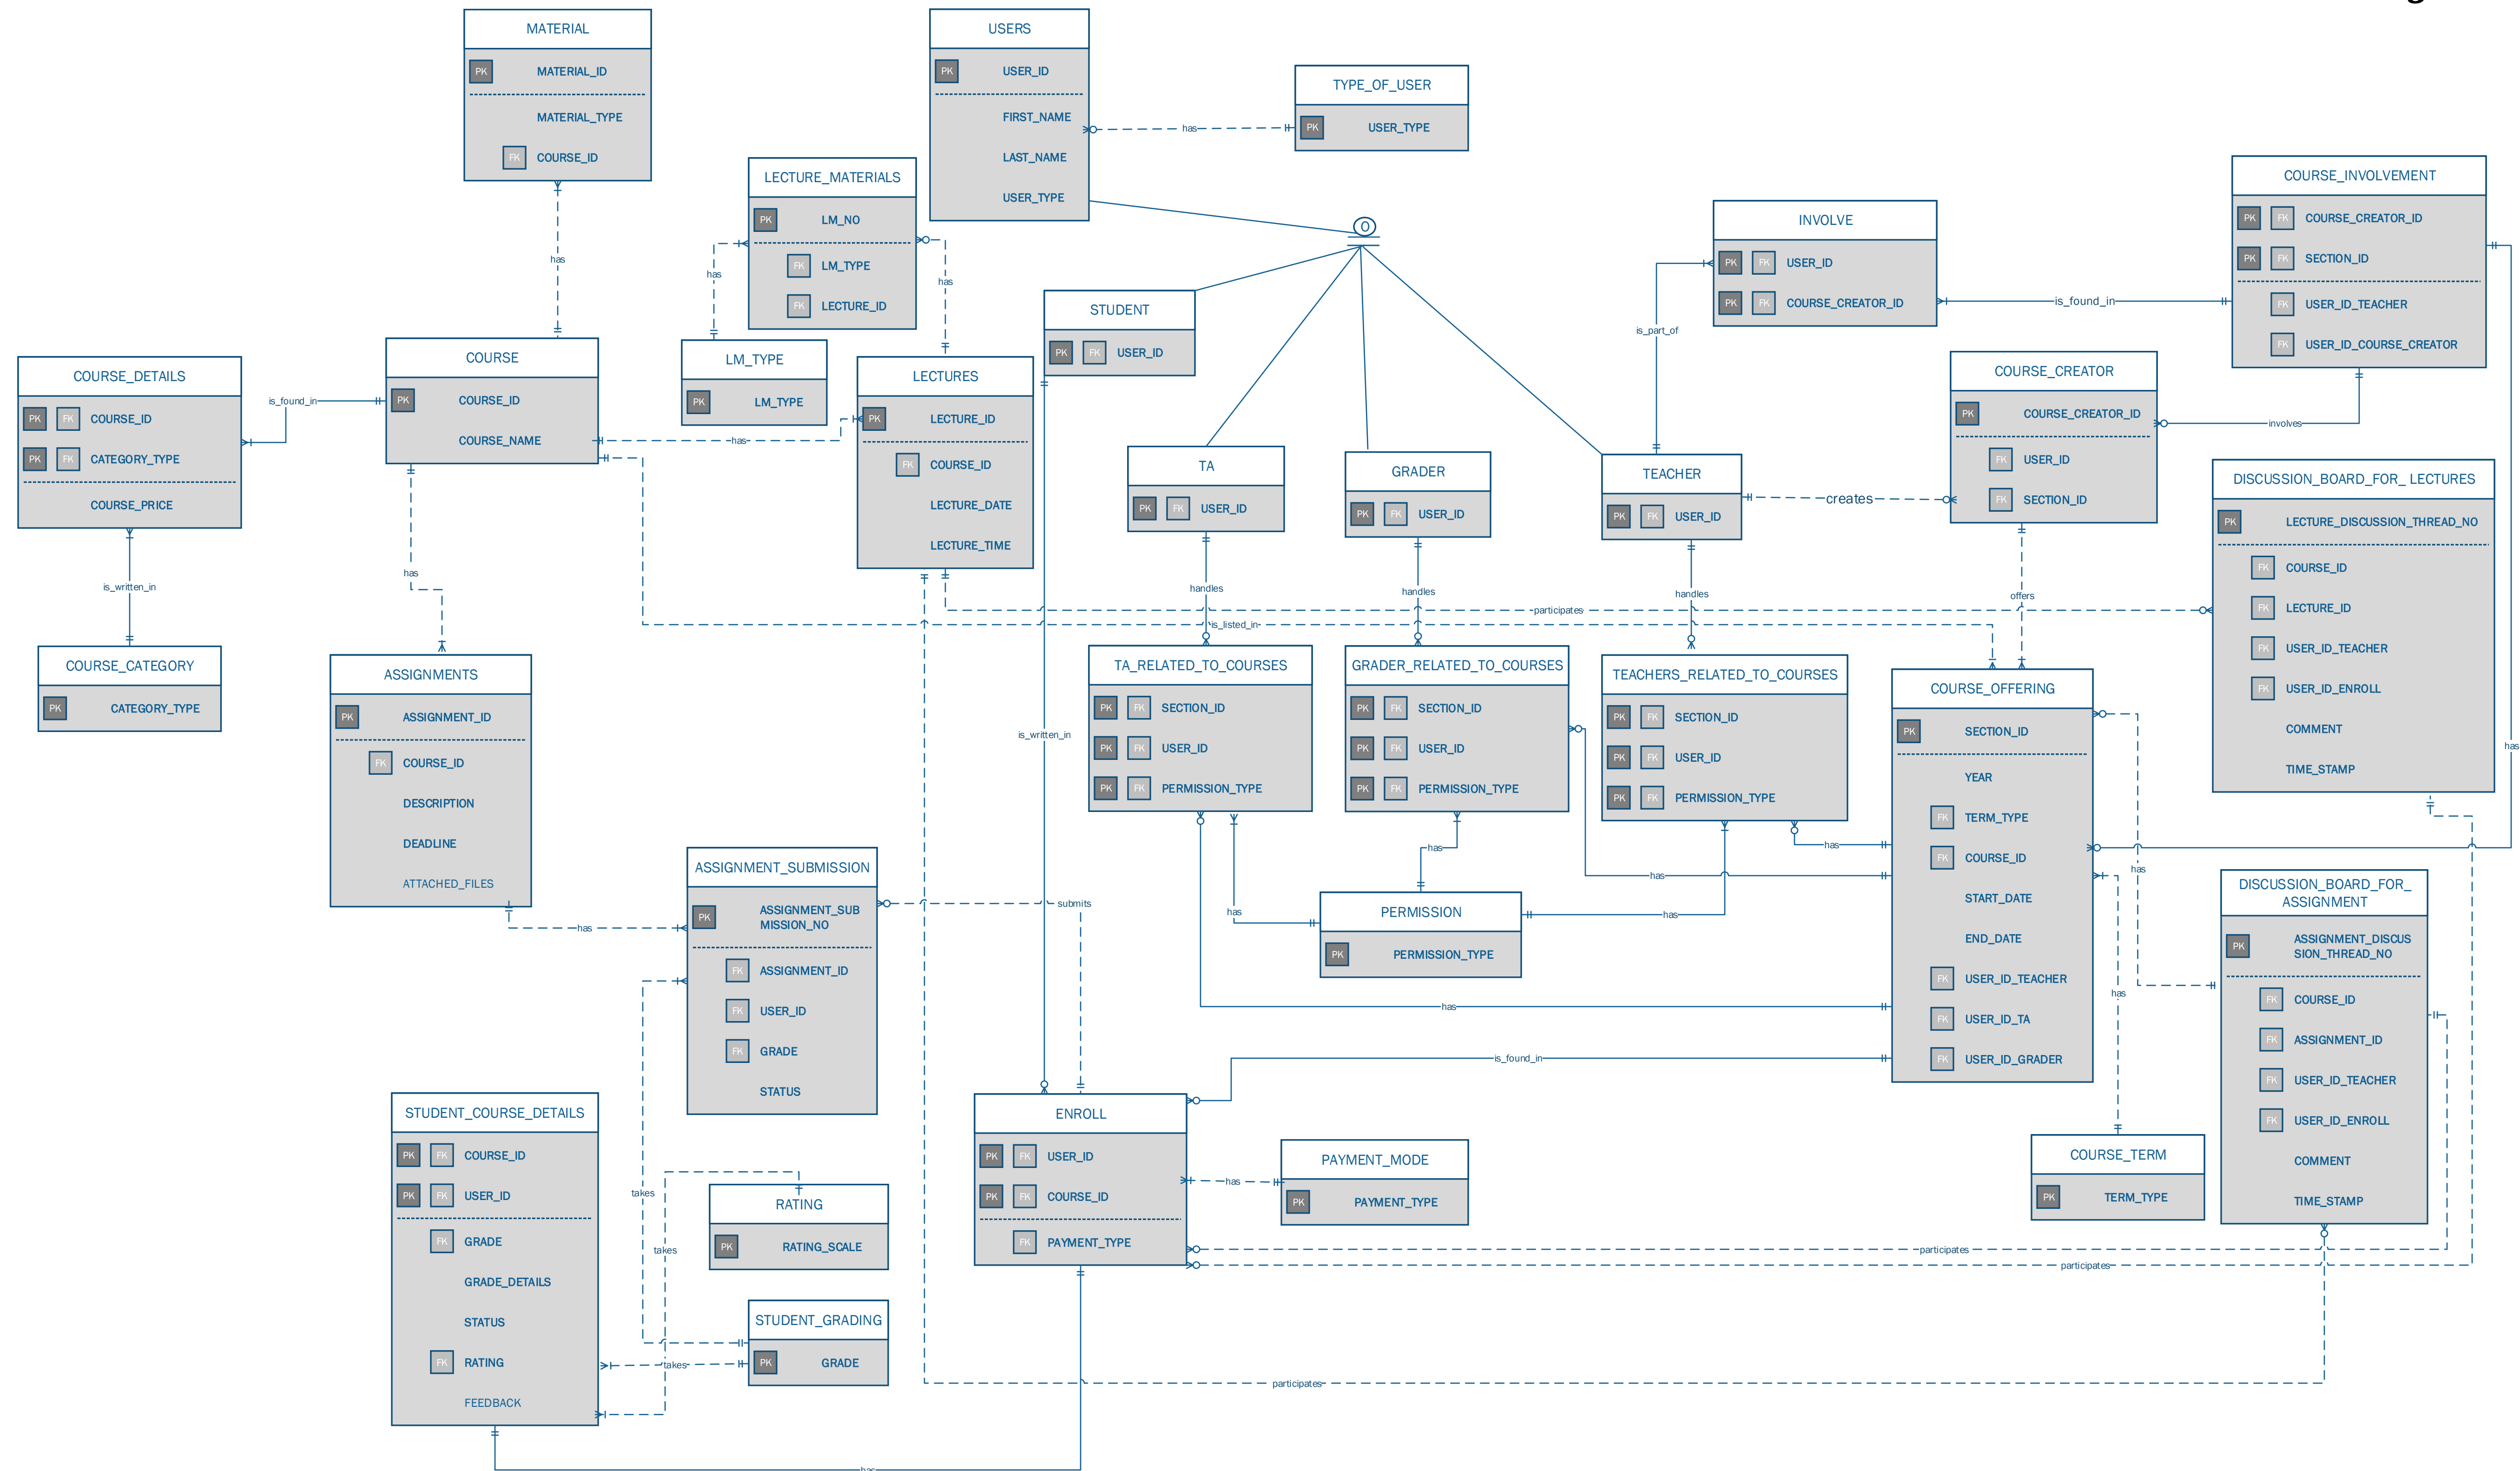 MATERIAL
PK MATERIAL_ID
MATERIAL_TYPE
FK COURSE_ID
USERS
PK USER_ID
FIRST_NAME
LAST_NAME
USER_TYPE
TYPE_OF_USER
PK USER_TYPE
has
LECTURE_MATERIALS
PK LM_NO
FK LM_TYPE
FK LECTURE_ID
has
has
has
O
INVOLVE
PK FK USER_ID
PK FK COURSE_CREATOR_ID
is_found_in
is_part_of
COURSE_INVOLVEMENT
PK FK COURSE_CREATOR_ID
PK FK SECTION_ID
FK USER_ID_TEACHER
FK USER_ID_COURSE_CREATOR
STUDENT
PK FK USER_ID
LM_TYPE
PK LM_TYPE
COURSE
PK COURSE_ID
COURSE_NAME
COURSE_DETAILS
PK FK COURSE_ID
PK FK CATEGORY_TYPE
COURSE_PRICE
is_found_in
has
LECTURES
PK LECTURE_ID
FK COURSE_ID
LECTURE_DATE
LECTURE_TIME
COURSE_CREATOR
PK COURSE_CREATOR_ID
FK USER_ID
FK SECTION_ID
involves
TA
PK FK USER_ID
GRADER
PK FK USER_ID
TEACHER
PK FK USER_ID
creates
DISCUSSION_BOARD_FOR_ LECTURES
PK LECTURE_DISCUSSION_THREAD_NO
FK COURSE_ID
FK LECTURE_ID
FK USER_ID_TEACHER
FK USER_ID_ENROLL
COMMENT
TIME_STAMP
is_written_in
has
handles
handles
handles
offers
participates
is_listed_in
COURSE_CATEGORY
PK CATEGORY_TYPE
ASSIGNMENTS
PK ASSIGNMENT_ID
FK COURSE_ID
DESCRIPTION
DEADLINE
ATTACHED_FILES
is_written_in
TA_RELATED_TO_COURSES
PK FK SECTION_ID
PK FK USER_ID
PK FK PERMISSION_TYPE
GRADER_RELATED_TO_COURSES
PK FK SECTION_ID
PK FK USER_ID
PK FK PERMISSION_TYPE
TEACHERS_RELATED_TO_COURSES
PK FK SECTION_ID
PK FK USER_ID
PK FK PERMISSION_TYPE
COURSE_OFFERING
PK SECTION_ID
YEAR
FK TERM_TYPE
FK COURSE_ID
START_DATE
END_DATE
FK USER_ID_TEACHER
FK USER_ID_TA
FK USER_ID_GRADER
has
has
has
has
has
has
has
has
has
PERMISSION
PK PERMISSION_TYPE
ASSIGNMENT_SUBMISSION
PK ASSIGNMENT_SUB
MISSION_NO
FK ASSIGNMENT_ID
FK USER_ID
FK GRADE
STATUS
has
submits
DISCUSSION_BOARD_FOR_
ASSIGNMENT
PK ASSIGNMENT_DISCUS
SION_THREAD_NO
FK COURSE_ID
FK ASSIGNMENT_ID
FK USER_ID_TEACHER
FK USER_ID_ENROLL
COMMENT
TIME_STAMP
is_found_in
STUDENT_COURSE_DETAILS
PK FK COURSE_ID
PK FK USER_ID
FK GRADE
GRADE_DETAILS
STATUS
FK RATING
FEEDBACK
takes
takes
takes
RATING
PK RATING_SCALE
STUDENT_GRADING
PK GRADE
ENROLL
PK FK USER_ID
PK FK COURSE_ID
FK PAYMENT_TYPE
has
PAYMENT_MODE
PK PAYMENT_TYPE
COURSE_TERM
PK TERM_TYPE
participates
participates
participates
has